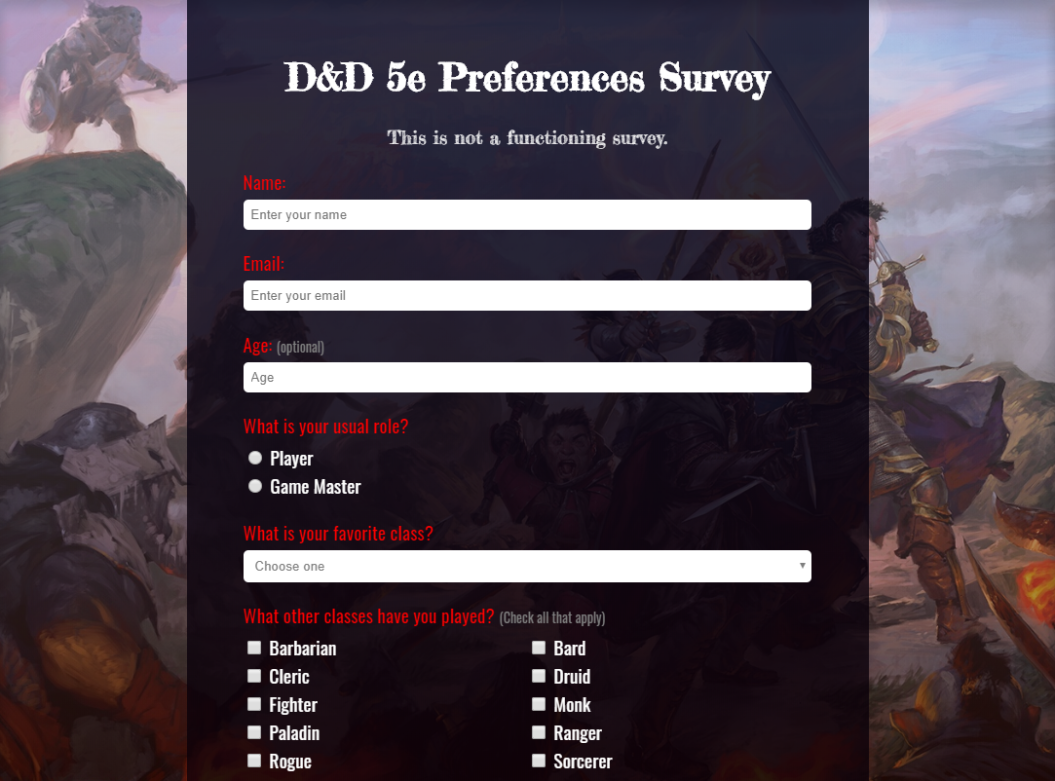 D&D 5e Preferences Survey
This is not a functioning survey.
Name:
Enter your name
Email:
Enter your email
Age: (optional)
Age
What is your usual role?
Player
Game Master
What is your favorite class?
Choose one
What other classes have you played? (Check all that apply)
Barbarian Bard
Cleric Druid
Fighter Monk
Paladin Ranger
Rogue Sorcerer